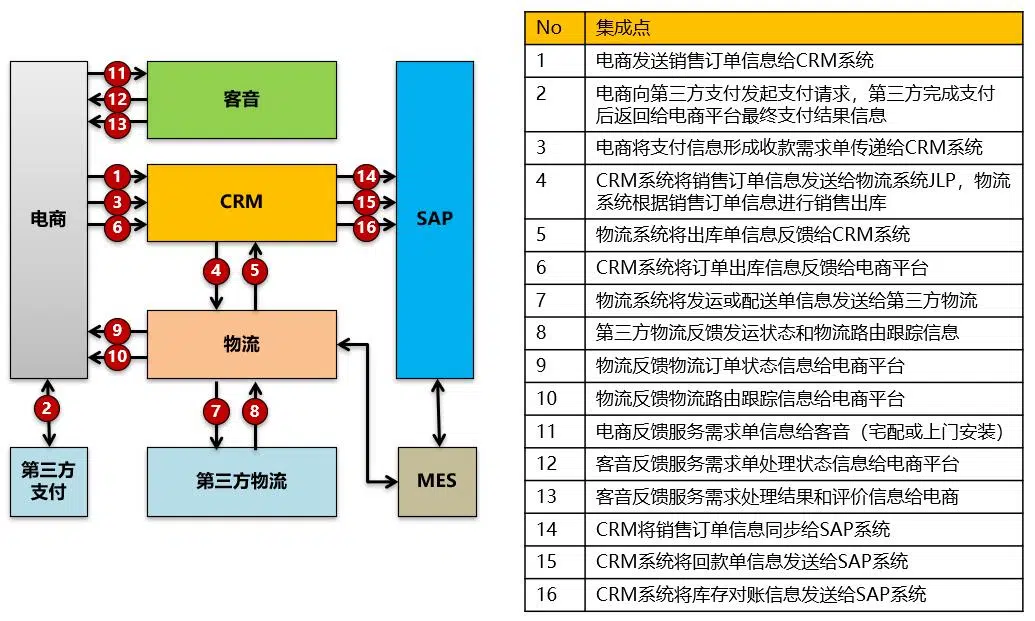 11
12
13
客音
1
3
6
CRM
14
15
16
电商
SAP
4
5
9
10
物流
2
7
8
第三方
支付
第三方物流
MES
No 集成点
1 电商发送销售订单信息给CRM系统
2 电商向第三方支付发起支付请求，第三方完成支付
后返回给电商平台最终支付结果信息
3 电商将支付信息形成收款需求单传递给CRM系统
4 CRM系统将销售订单信息发送给物流系统JLP，物流
系统根据销售订单信息进行销售出库
5 物流系统将出库单信息反馈给CRM系统
6 CRM系统将订单出库信息反馈给电商平台
7 物流系统将发运或配送单信息发送给第三方物流
8 第三方物流反馈发运状态和物流路由跟踪信息
9 物流反馈物流订单状态信息给电商平台
10 物流反馈物流路由跟踪信息给电商平台
11 电商反馈服务需求单信息给客音（宅配或上门安装）
12 客音反馈服务需求单处理状态信息给电商平台
13 客音反馈服务需求处理结果和评价信息给电商
14 CRM将销售订单信息同步给SAP系统
15 CRM系统将回款单信息发送给SAP系统
16 CRM系统将库存对账信息发送给SAP系统